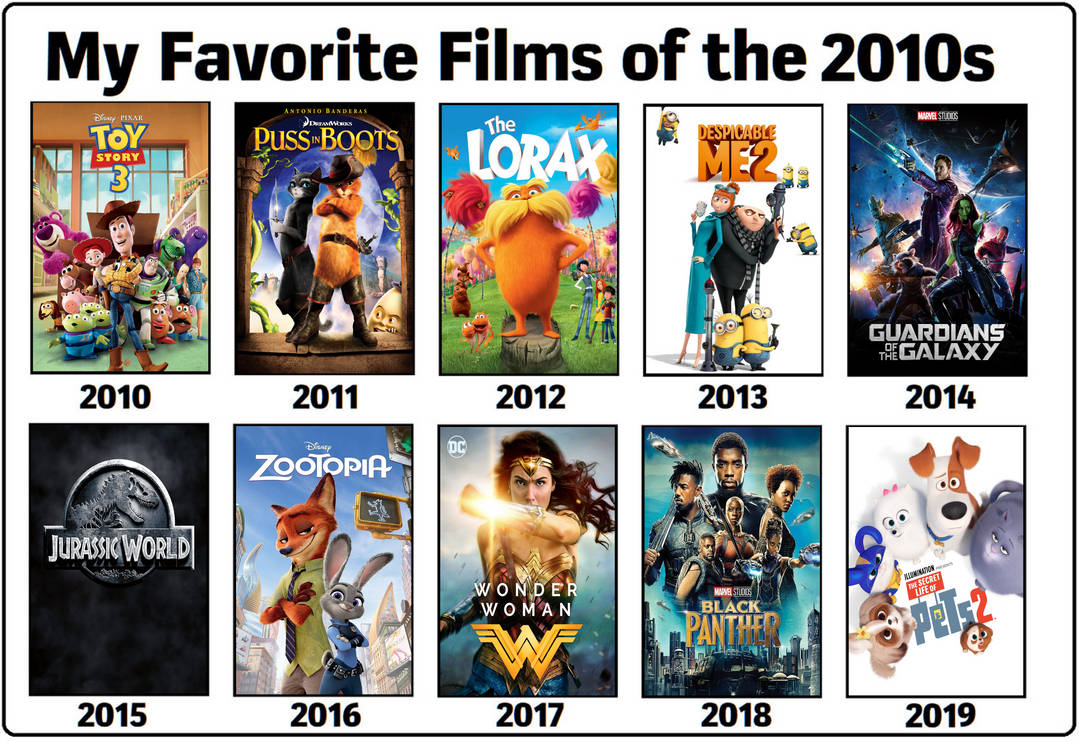 My Favorite Films of the 2010s
Disney PIXAR
TOY
STORY
3
ANTONIO BANDERAS
DREAMWORKS
PUSS IN BOOTS
The
LORAX
DESPICABLE
ME 2
MARVEL STUDIOS
GUARDIANS
OF THE GALAXY
2010
2011
2012
2013
2014
JURASSIC WORLD
Disney
ZOOTOPIA
DC
WONDER
WOMAN
MARVEL STUDIOS
BLACK
PANTHER
ILLUMINATION PRESENTS
THE SECRET
LIFE OF
PETS 2
2015
2016
2017
2018
2019